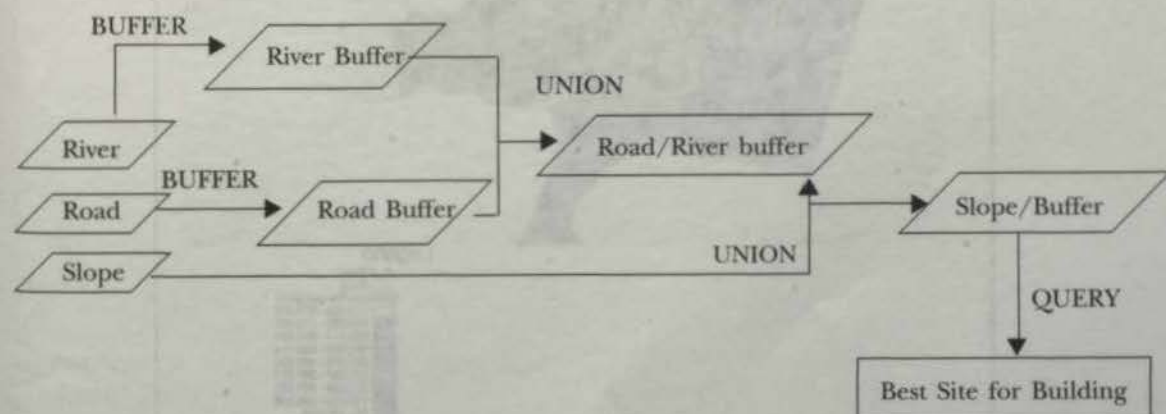 BUFFER
River Buffer
UNION
River
Road/River buffer
BUFFER
Road
Road Buffer
Slope/Buffer
UNION
Slope
QUERY
Best Site for Building